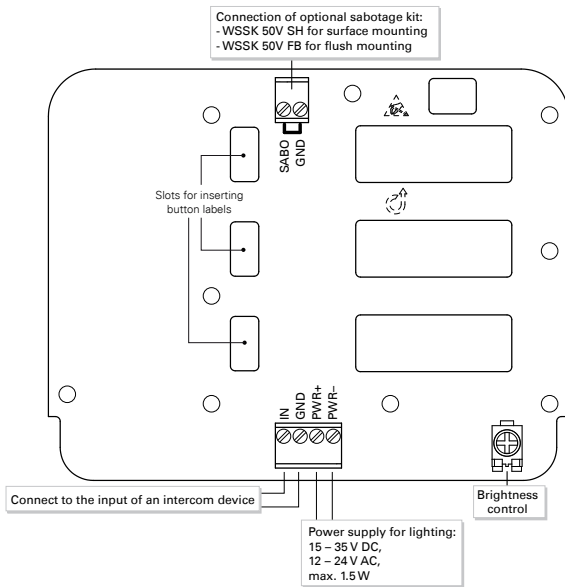 Connection of optional sabotage kit:
- WSSK 50V SH for surface mounting
- WSSK 50V FB for flush mounting
SABO
GND
Slots for inserting
button labels
IN
GND
PWR+
PWR–
Connect to the input of an intercom device
Power supply for lighting:
15 – 35 V DC,
12 – 24 V AC,
max. 1.5 W
Brightness
control